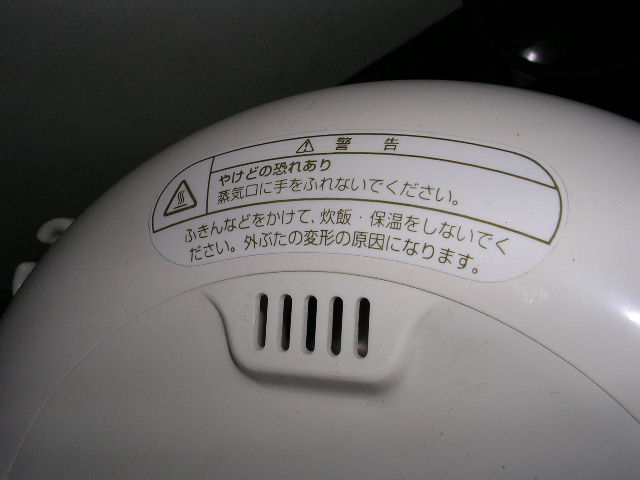 警告
やけどの恐れあり
蒸気口に手をふれないでください。
ふきんなどをかけて、炊飯・保温をしないでく
ださい。外ぶたの変形の原因になります。